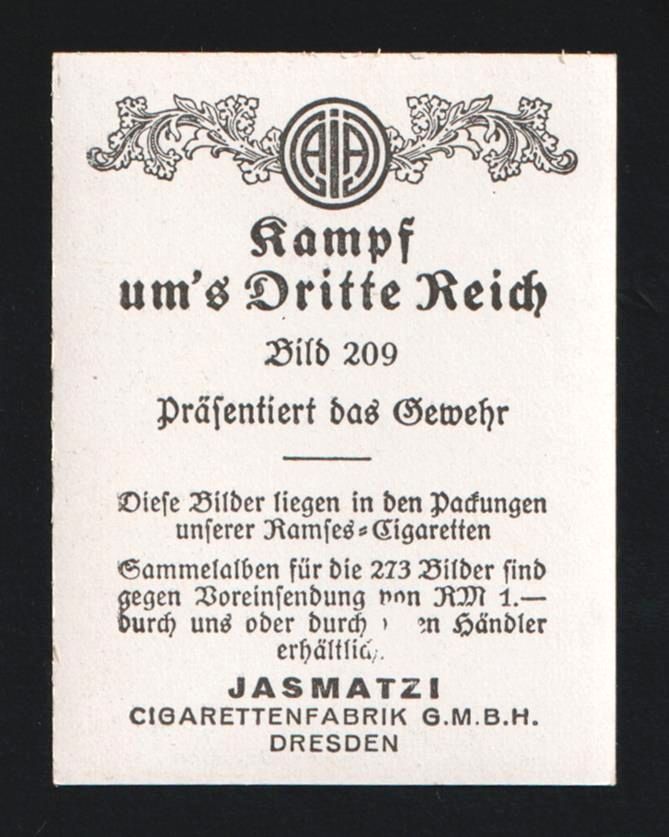 Kampf
um's Dritte Reich
Bild 209
Präsentiert das Gewehr
Diese Bilder liegen in den Packungen
unserer Ramses-Cigaretten
Sammelalben für die 273 Bilder sind
gegen Voreinsendung von RM 1.—
durch uns oder durch Händler
erhältlich.
JASMATZI
CIGARETTENFABRIK G.M.B.H.
DRESDEN